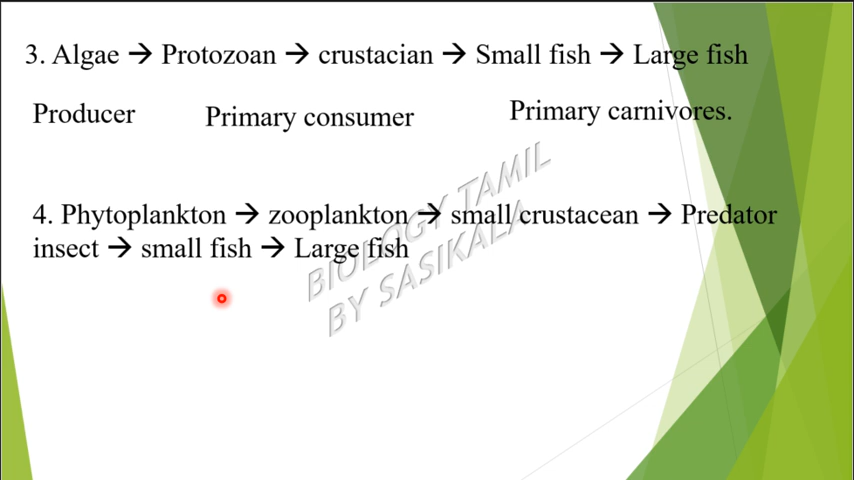 3. Algae → Protozoan → crustacian → Small fish → Large fish
Producer Primary consumer Primary carnivores.
4. Phytoplankton → zooplankton → small crustacean → Predator
insect → small fish → Large fish
BIOLOGY TAMIL
BY SASIKALA